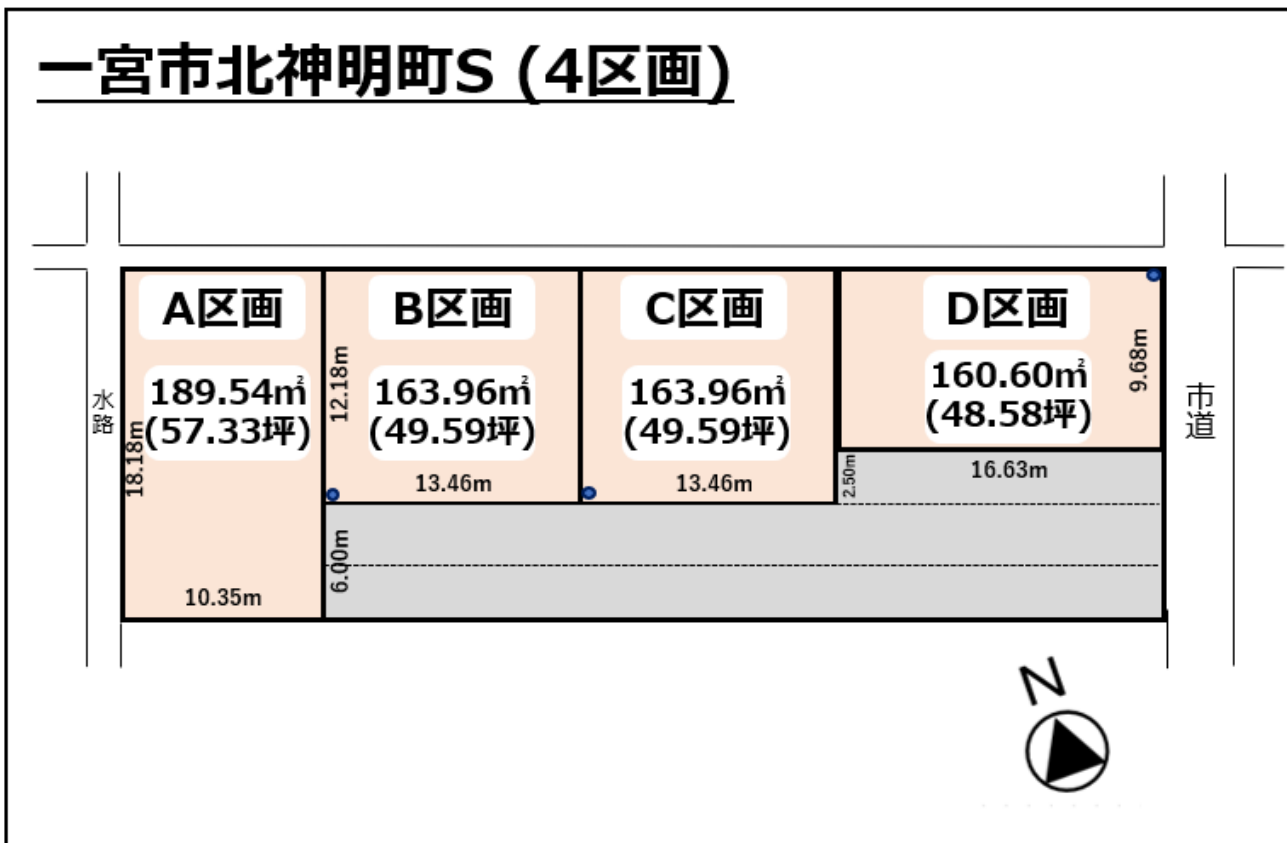 一宮市北神明町S (4区画)
A区画
189.54㎡
(57.33坪)
18.18m
10.35m
水路
B区画
163.96㎡
(49.59坪)
12.18m
13.46m
6.00m
C区画
163.96㎡
(49.59坪)
13.46m
D区画
160.60㎡
(48.58坪)
9.68m
2.50m
16.63m
市道
N